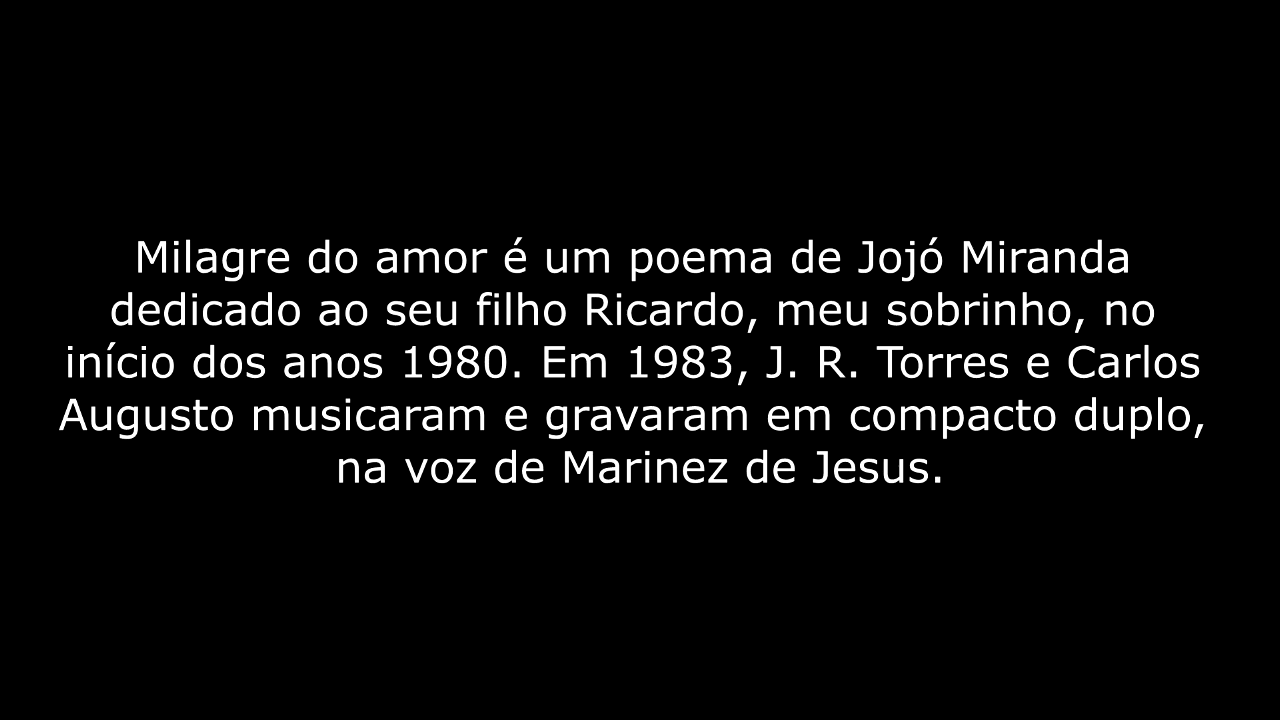 Milagre do amor é um poema de Jojó Miranda
dedicado ao seu filho Ricardo, meu sobrinho, no
início dos anos 1980. Em 1983, J. R. Torres e Carlos
Augusto musicaram e gravaram em compacto duplo,
na voz de Marinez de Jesus.